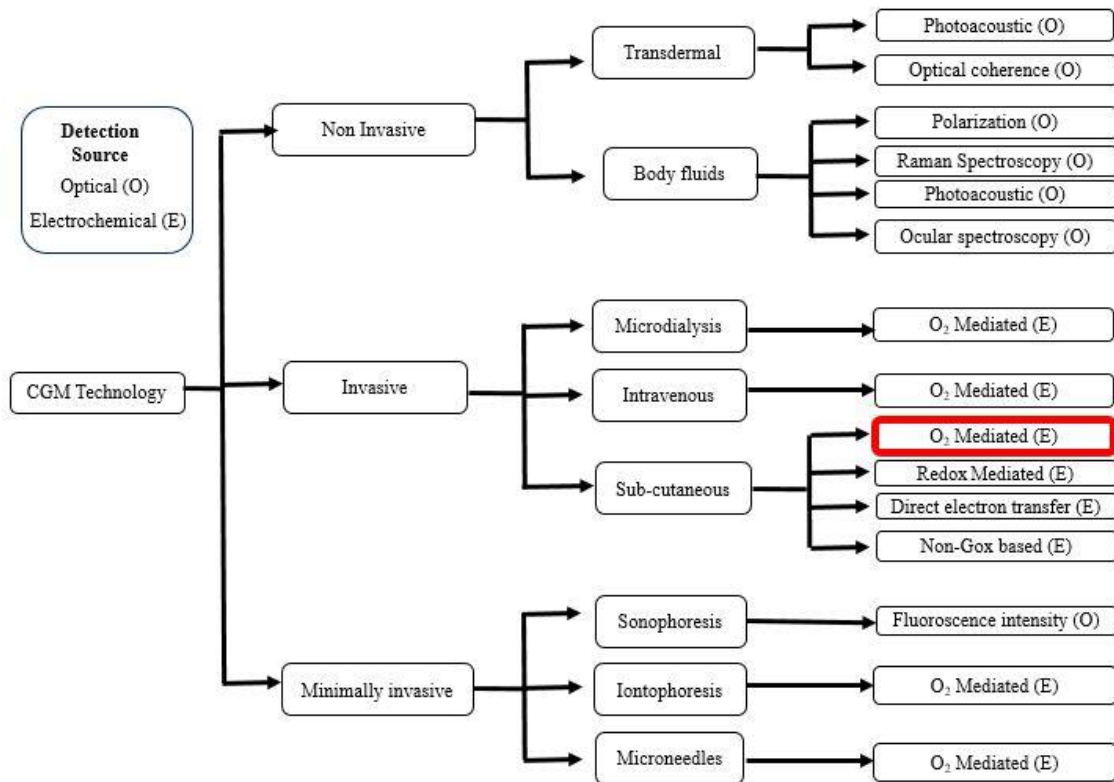 Detection
Source
Optical (O)
Electrochemical (E)
CGM Technology
Non Invasive
Transdermal
Photoacoustic (O)
Optical coherence (O)
Body fluids
Polarization (O)
Raman Spectroscopy (O)
Photoacoustic (O)
Ocular spectroscopy (O)
Invasive
Microdialysis
O₂ Mediated (E)
Intravenous
O₂ Mediated (E)
Sub-cutaneous
O₂ Mediated (E)
Redox Mediated (E)
Direct electron transfer (E)
Non-Gox based (E)
Minimally invasive
Sonophoresis
Fluoroscence intensity (O)
Iontophoresis
O₂ Mediated (E)
Microneedles
O₂ Mediated (E)